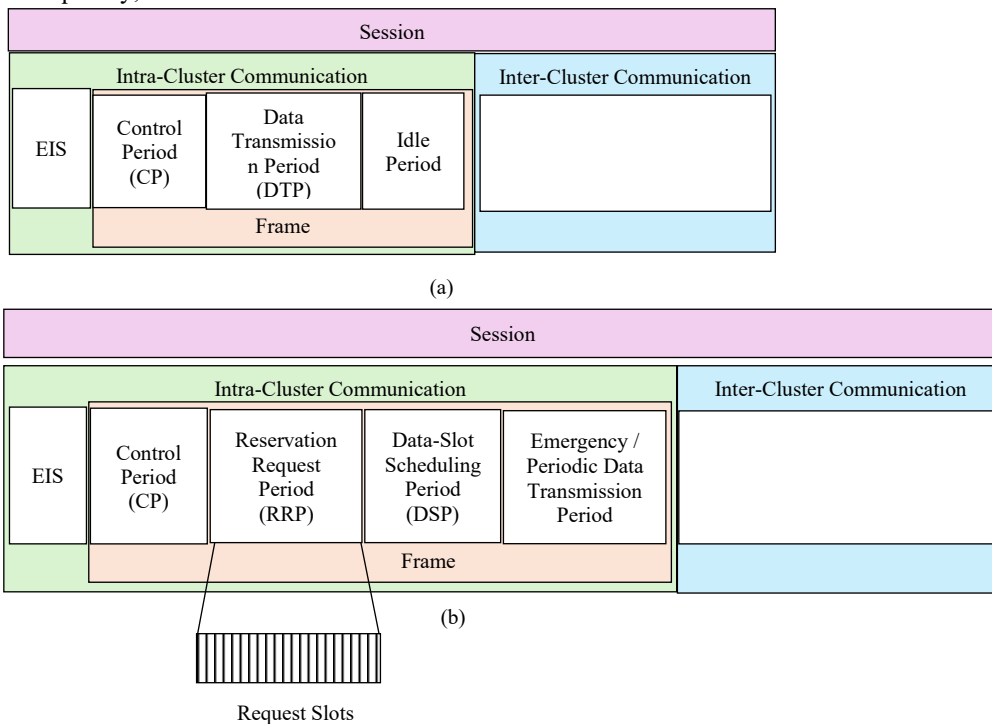 Session
Intra-Cluster Communication
Inter-Cluster Communication
EIS
Control
Period
(CP)
Data
Transmissio
n Period
(DTP)
Idle
Period
Frame
(a)
Session
Intra-Cluster Communication
Inter-Cluster Communication
EIS
Control
Period
(CP)
Reservation
Request
Period
(RRP)
Data-Slot
Scheduling
Period
(DSP)
Emergency /
Periodic Data
Transmission
Period
Frame
(b)
Request Slots